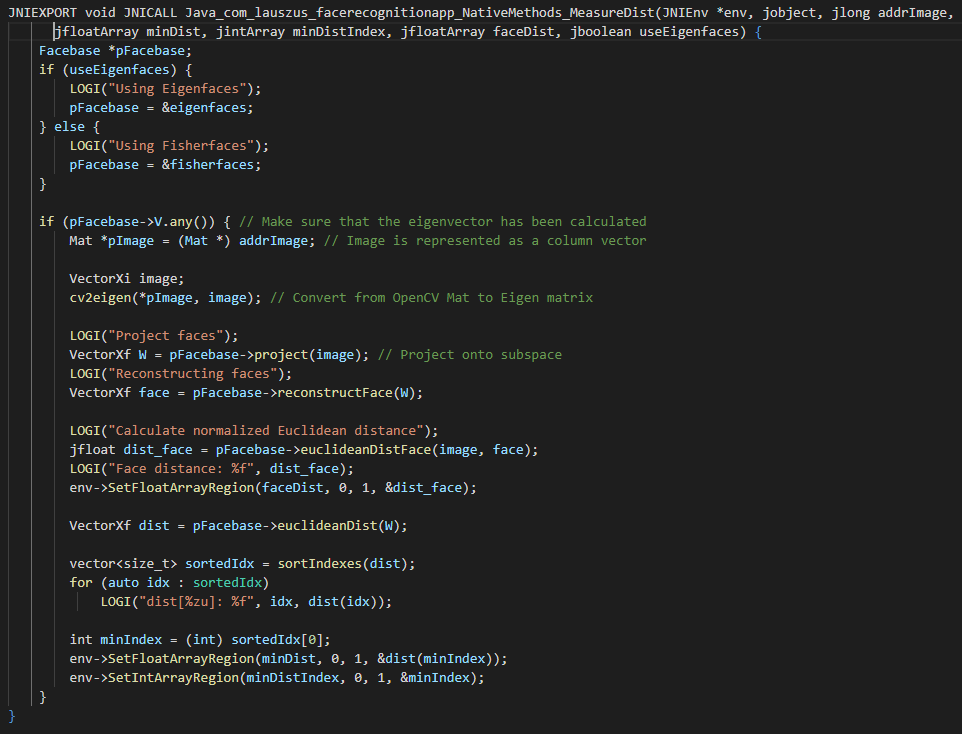 JNIEXPORT void JNICALL Java_com_lauszus_facerecognitionapp_NativeMethods_MeasureDist(JNIEnv *env, jobject, jlong addrImage,
jfloatArray minDist, jintArray minDistIndex, jfloatArray faceDist, jboolean useEigenfaces) {
Facebase *pFacebase;
if (useEigenfaces) {
LOGI("Using Eigenfaces");
pFacebase = &eigenfaces;
} else {
LOGI("Using Fisherfaces");
pFacebase = &fisherfaces;
}
if (pFacebase->V.any()) { // Make sure that the eigenvector has been calculated
Mat *pImage = (Mat *) addrImage; // Image is represented as a column vector
VectorXi image;
cv2eigen(*pImage, image); // Convert from OpenCV Mat to Eigen matrix
LOGI("Project faces");
VectorXf W = pFacebase->project(image); // Project onto subspace
LOGI("Reconstructing faces");
VectorXf face = pFacebase->reconstructFace(W);
LOGI("Calculate normalized Euclidean distance");
jfloat dist_face = pFacebase->euclideanDistFace(image, face);
LOGI("Face distance: %f", dist_face);
env->SetFloatArrayRegion(faceDist, 0, 1, &dist_face);
VectorXf dist = pFacebase->euclideanDist(W);
vector<size_t> sortedIdx = sortIndexes(dist);
for (auto idx : sortedIdx)
LOGI("dist[%zu]: %f", idx, dist(idx));
int minIndex = (int) sortedIdx[0];
env->SetFloatArrayRegion(minDist, 0, 1, &dist(minIndex));
env->SetIntArrayRegion(minDistIndex, 0, 1, &minIndex);
}
}